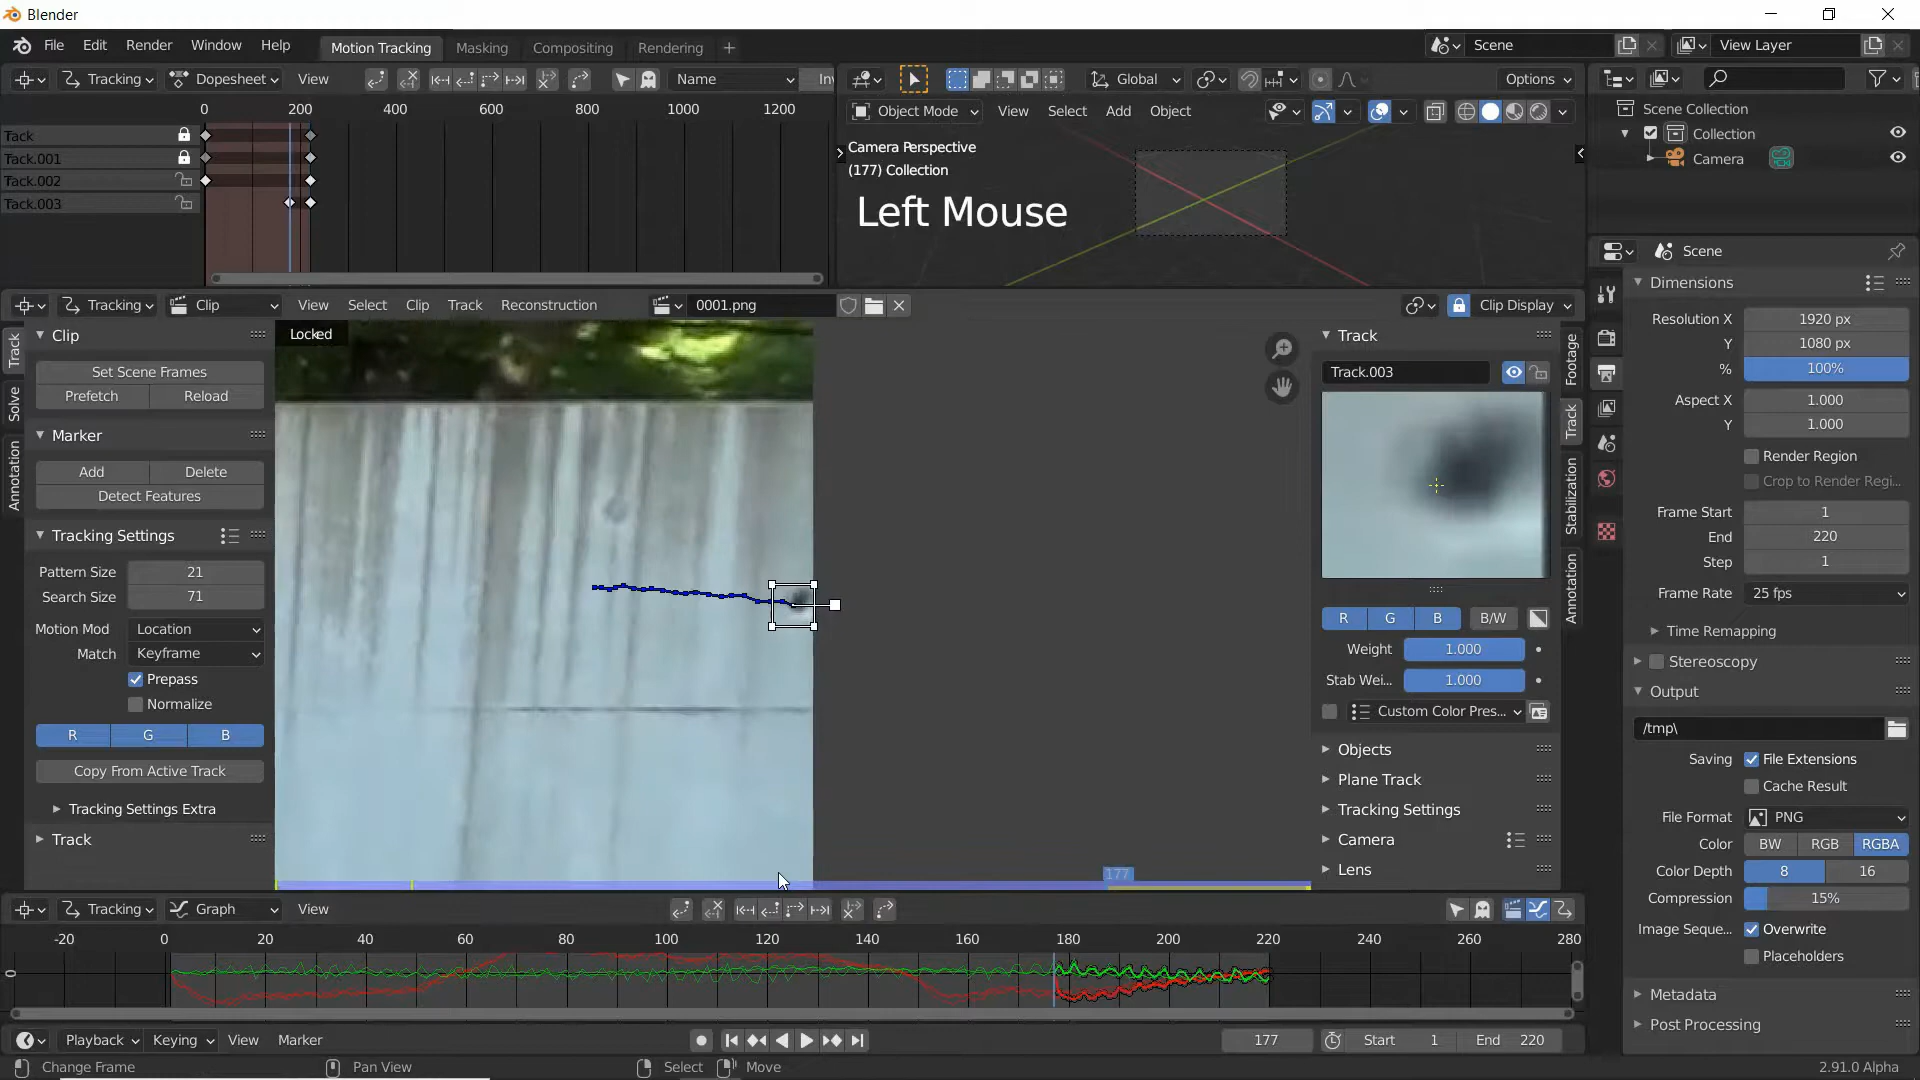 Blender
File Edit Render Window Help Motion Tracking Masking Compositing Rendering + Scene View Layer
Tracking Dopesheet View Name Inv Global Options
0 200 400 600 800 1000 1200
Object Mode View Select Add Object
Scene Collection
Collection
Camera
Tack
Tack.001
Tack.002
Tack.003
Camera Perspective
(177) Collection
Left Mouse
Scene
Tracking Clip View Select Clip Track Reconstruction 0001.png Clip Display
Locked
Track
Solve
Annotation
Clip
Set Scene Frames
Prefetch Reload
Marker
Add Delete
Detect Features
Tracking Settings
Pattern Size 21
Search Size 71
Motion Mod Location
Match Keyframe
Prepass
Normalize
R G B
Copy From Active Track
Tracking Settings Extra
Track
177
Track
Track.003
R G B B/W
Weight 1.000
Stab Wei... 1.000
Custom Color Pres...
Objects
Plane Track
Tracking Settings
Camera
Lens
Footage
Track
Stabilization
Annotation
Dimensions
Resolution X 1920 px
Y 1080 px
% 100%
Aspect X 1.000
Y 1.000
Render Region
Crop to Render Regi...
Frame Start 1
End 220
Step 1
Frame Rate 25 fps
Time Remapping
Stereoscopy
Output
/tmp\
Saving File Extensions
Cache Result
File Format PNG
Color BW RGB RGBA
Color Depth 8 16
Compression 15%
Image Seque... Overwrite
Placeholders
Metadata
Post Processing
Tracking Graph View
-20 0 20 40 60 80 100 120 140 160 180 200 220 240 260 280
0
Playback Keying View Marker 177 Start 1 End 220
Change Frame Pan View Select Move 2.91.0 Alpha